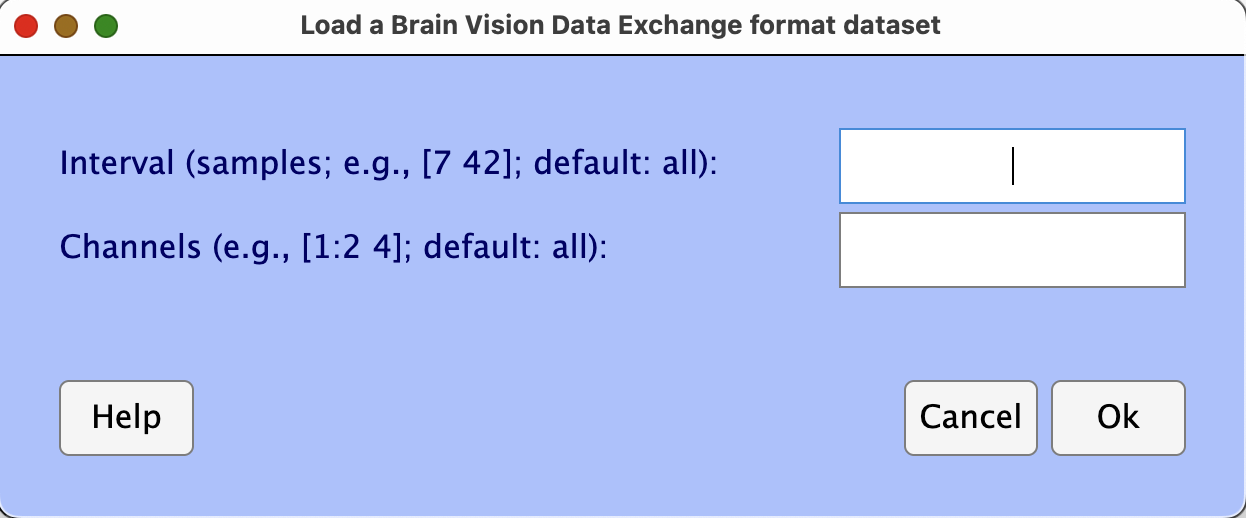 Load a Brain Vision Data Exchange format dataset
Interval (samples; e.g., [7 42]; default: all):
Channels (e.g., [1:2 4]; default: all):
Help
Cancel
Ok